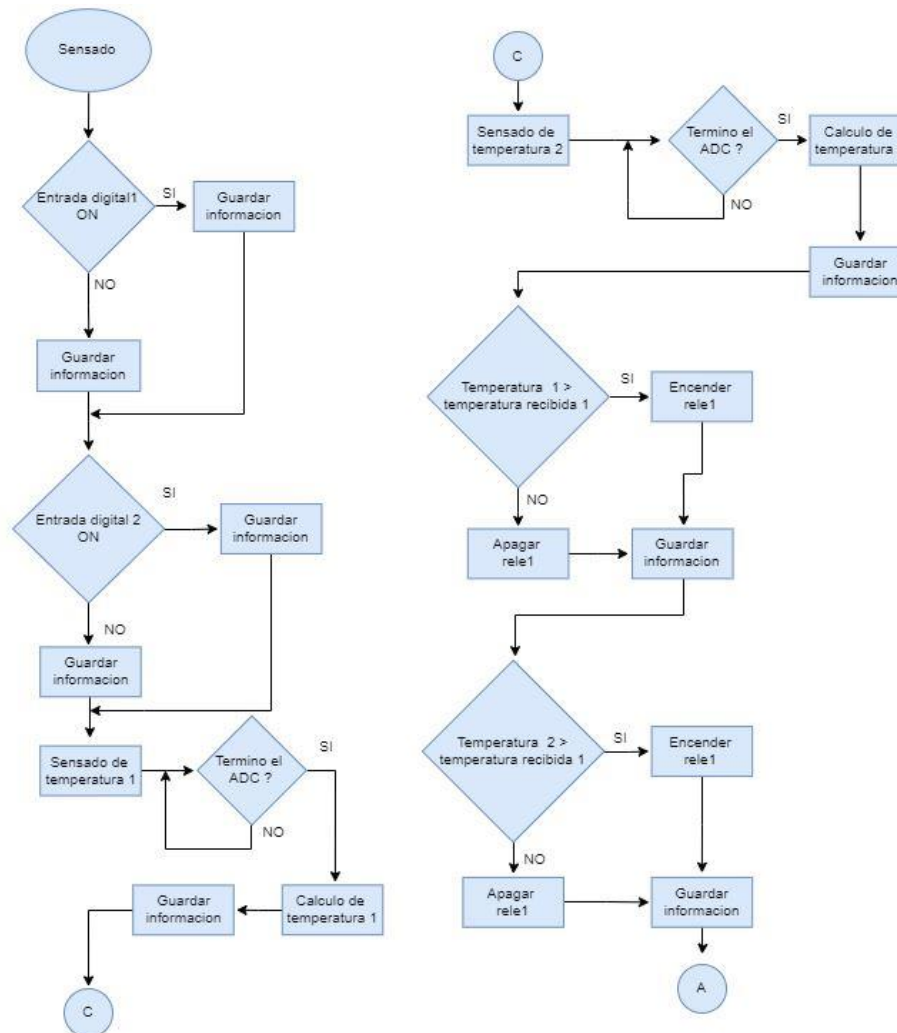 Sensado
Entrada digital1
ON
SI
Guardar
informacion
NO
Guardar
informacion
Entrada digital 2
ON
SI
Guardar
informacion
NO
Guardar
informacion
Sensado de
temperatura 1
Termino el
ADC ?
SI
NO
Calculo de
temperatura 1
Guardar
informacion
C
C
Sensado de
temperatura 2
Termino el
ADC ?
SI
NO
Calculo de
temperatura
Guardar
informacion
Temperatura 1 >
temperatura recibida 1
SI
Encender
rele1
NO
Apagar
rele1
Guardar
informacion
Temperatura 2 >
temperatura recibida 1
SI
Encender
rele1
NO
Apagar
rele1
Guardar
informacion
A